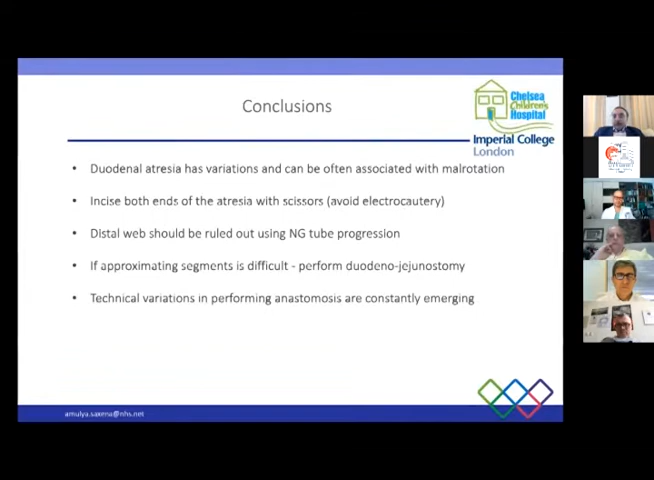 Conclusions
Chelsea
Children's
Hospital
Imperial College
London
• Duodenal atresia has variations and can be often associated with malrotation
• Incise both ends of the atresia with scissors (avoid electrocautery)
• Distal web should be ruled out using NG tube progression
• If approximating segments is difficult - perform duodeno-jejunostomy
• Technical variations in performing anastomosis are constantly emerging
amulya.saxena@nhs.net